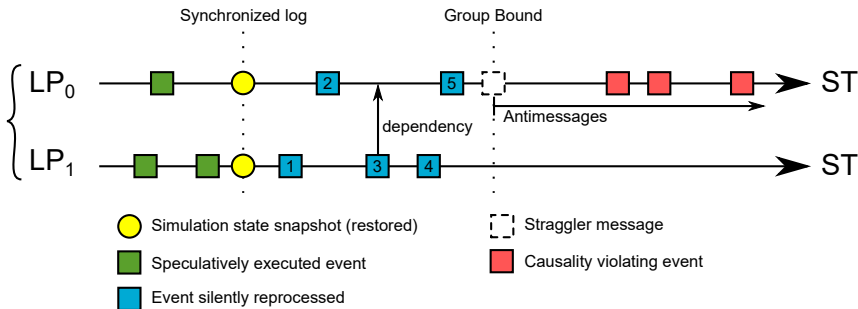 Synchronized log
Group Bound
LP0
2
5
ST
Antimessages
dependency
LP1
1
3
4
ST
Simulation state snapshot (restored)
Straggler message
Speculatively executed event
Causality violating event
Event silently reprocessed